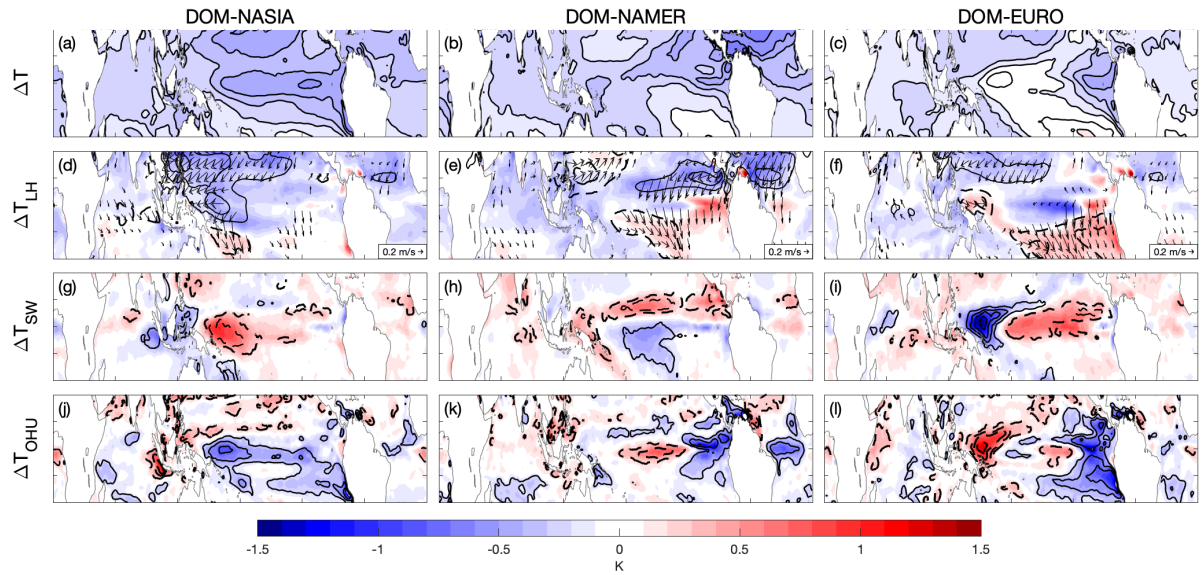 DOM-NASIA DOM-NAMER DOM-EURO
ΔT (a) (b) (c)
ΔT_LH (d) 0.2 m/s→ (e) 0.2 m/s→ (f) 0.2 m/s→
ΔT_SW (g) (h) (i)
ΔT_OHU (j) (k) (l)
-1.5 -1 -0.5 0 0.5 1 1.5
K